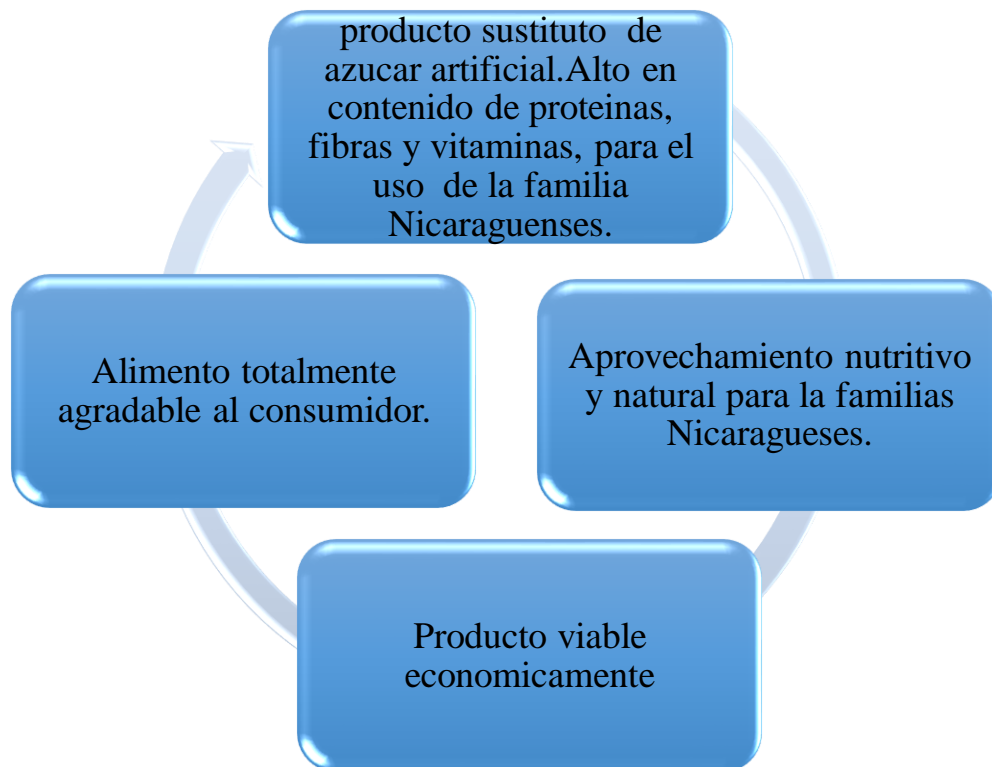 producto sustituto  de
azucar artificial.Alto en
contenido de proteinas,
fibras y vitaminas, para el
uso  de la familia
Nicaraguenses.
Alimento totalmente
agradable al consumidor.
Aprovechamiento nutritivo
y natural para la familias
Nicaragueses.
Producto viable
economicamente